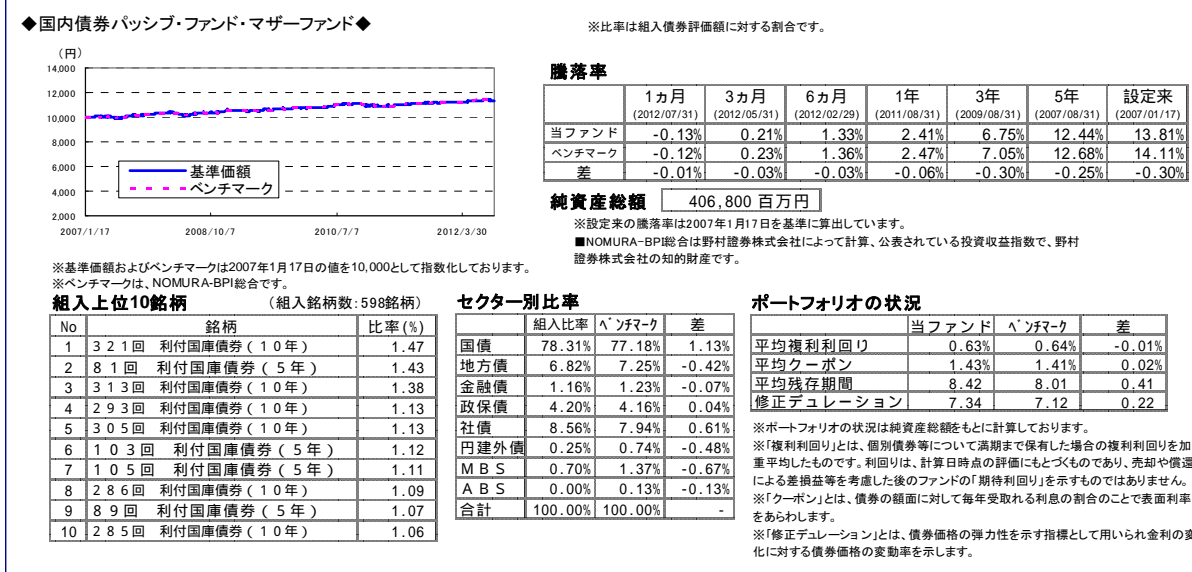 ◆国内債券パッシブ・ファンド・マザーファンド◆
※比率は組入債券評価額に対する割合です。
(円)
14,000
12,000
10,000
8,000
6,000
4,000
2,000
基準価額
ベンチマーク
2007/1/17 2008/10/7 2010/7/7 2012/3/30
※基準価額およびベンチマークは2007年1月17日の値を10,000として指数化しております。
※ベンチマークは、NOMURA-BPI総合です。
騰落率
1ヵ月 3ヵ月 6ヵ月 1年 3年 5年 設定来
(2012/07/31) (2012/05/31) (2012/02/29) (2011/08/31) (2009/08/31) (2007/08/31) (2007/01/17)
当ファンド -0.13% 0.21% 1.33% 2.41% 6.75% 12.44% 13.81%
ベンチマーク -0.12% 0.23% 1.36% 2.47% 7.05% 12.68% 14.11%
差 -0.01% -0.03% -0.03% -0.06% -0.30% -0.25% -0.30%
純資産総額 406,800 百万円
※設定来の騰落率は2007年1月17日を基準に算出しています。
■NOMURA-BPI総合は野村證券株式会社によって計算、公表されている投資収益指数で、野村
證券株式会社の知的財産です。
組入上位10銘柄 (組入銘柄数:598銘柄)
No 銘柄 比率(%)
1 321回 利付国庫債券(10年) 1.47
2 81回 利付国庫債券(5年) 1.43
3 313回 利付国庫債券(10年) 1.38
4 293回 利付国庫債券(10年) 1.13
5 305回 利付国庫債券(10年) 1.13
6 103回 利付国庫債券(5年) 1.12
7 105回 利付国庫債券(5年) 1.11
8 286回 利付国庫債券(10年) 1.09
9 89回 利付国庫債券(5年) 1.07
10 285回 利付国庫債券(10年) 1.06
セクター別比率
組入比率 ベンチマーク 差
国債 78.31% 77.18% 1.13%
地方債 6.82% 7.25% -0.42%
金融債 1.16% 1.23% -0.07%
政保債 4.20% 4.16% 0.04%
社債 8.56% 7.94% 0.61%
円建外債 0.25% 0.74% -0.48%
MBS 0.70% 1.37% -0.67%
ABS 0.00% 0.13% -0.13%
合計 100.00% 100.00% -
ポートフォリオの状況
当ファンド ベンチマーク 差
平均複利利回り 0.63% 0.64% -0.01%
平均クーポン 1.43% 1.41% 0.02%
平均残存期間 8.42 8.01 0.41
修正デュレーション 7.34 7.12 0.22
※ポートフォリオの状況は純資産総額をもとに計算しております。
※「複利利回り」とは、個別債券等について満期まで保有した場合の複利利回りを加
重平均したものです。利回りは、計算日時点の評価にもとづくものであり、売却や償還
による差損益等を考慮した後のファンドの「期待利回り」を示すものではありません。
※「クーポン」とは、債券の額面に対して毎年受取れる利息の割合のことで表面利率
をあらわします。
※「修正デュレーション」とは、債券価格の弾力性を示す指標として用いられ金利の変
化に対する債券価格の変動率を示します。